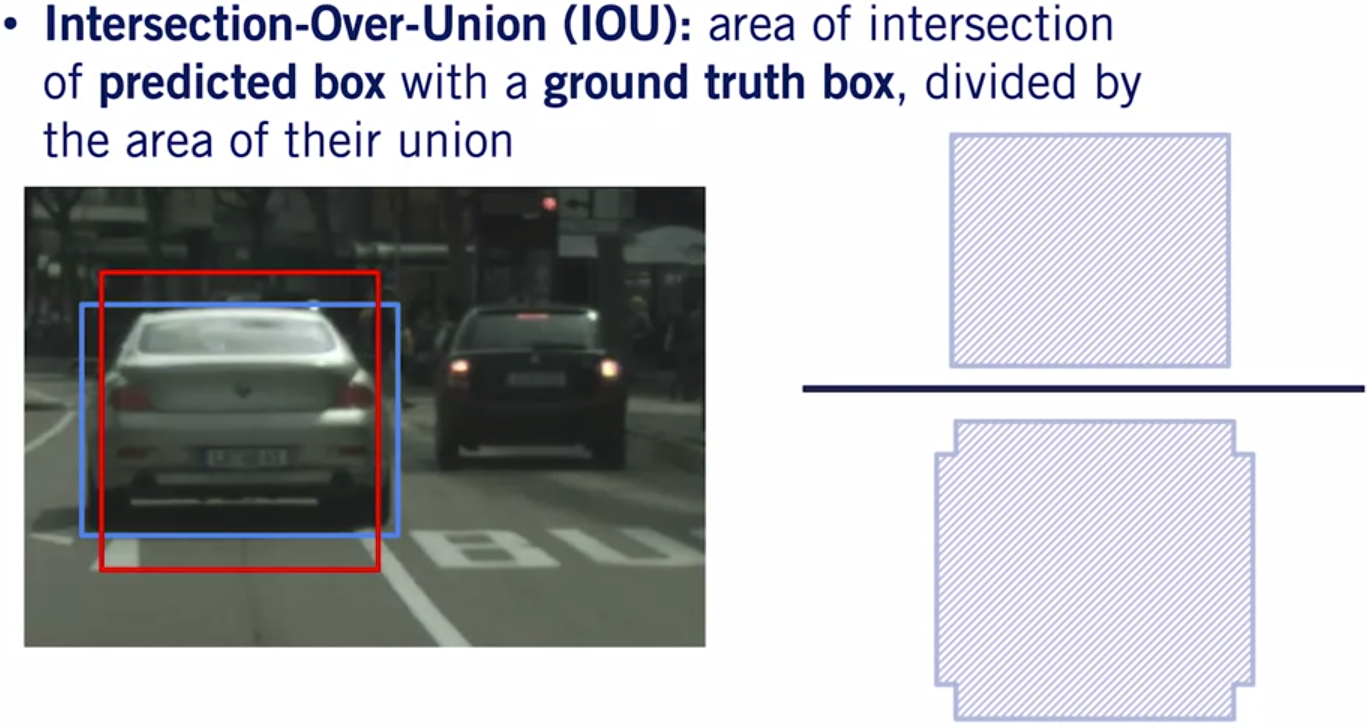 • Intersection-Over-Union (IOU): area of intersection
of predicted box with a ground truth box, divided by
the area of their union
BU